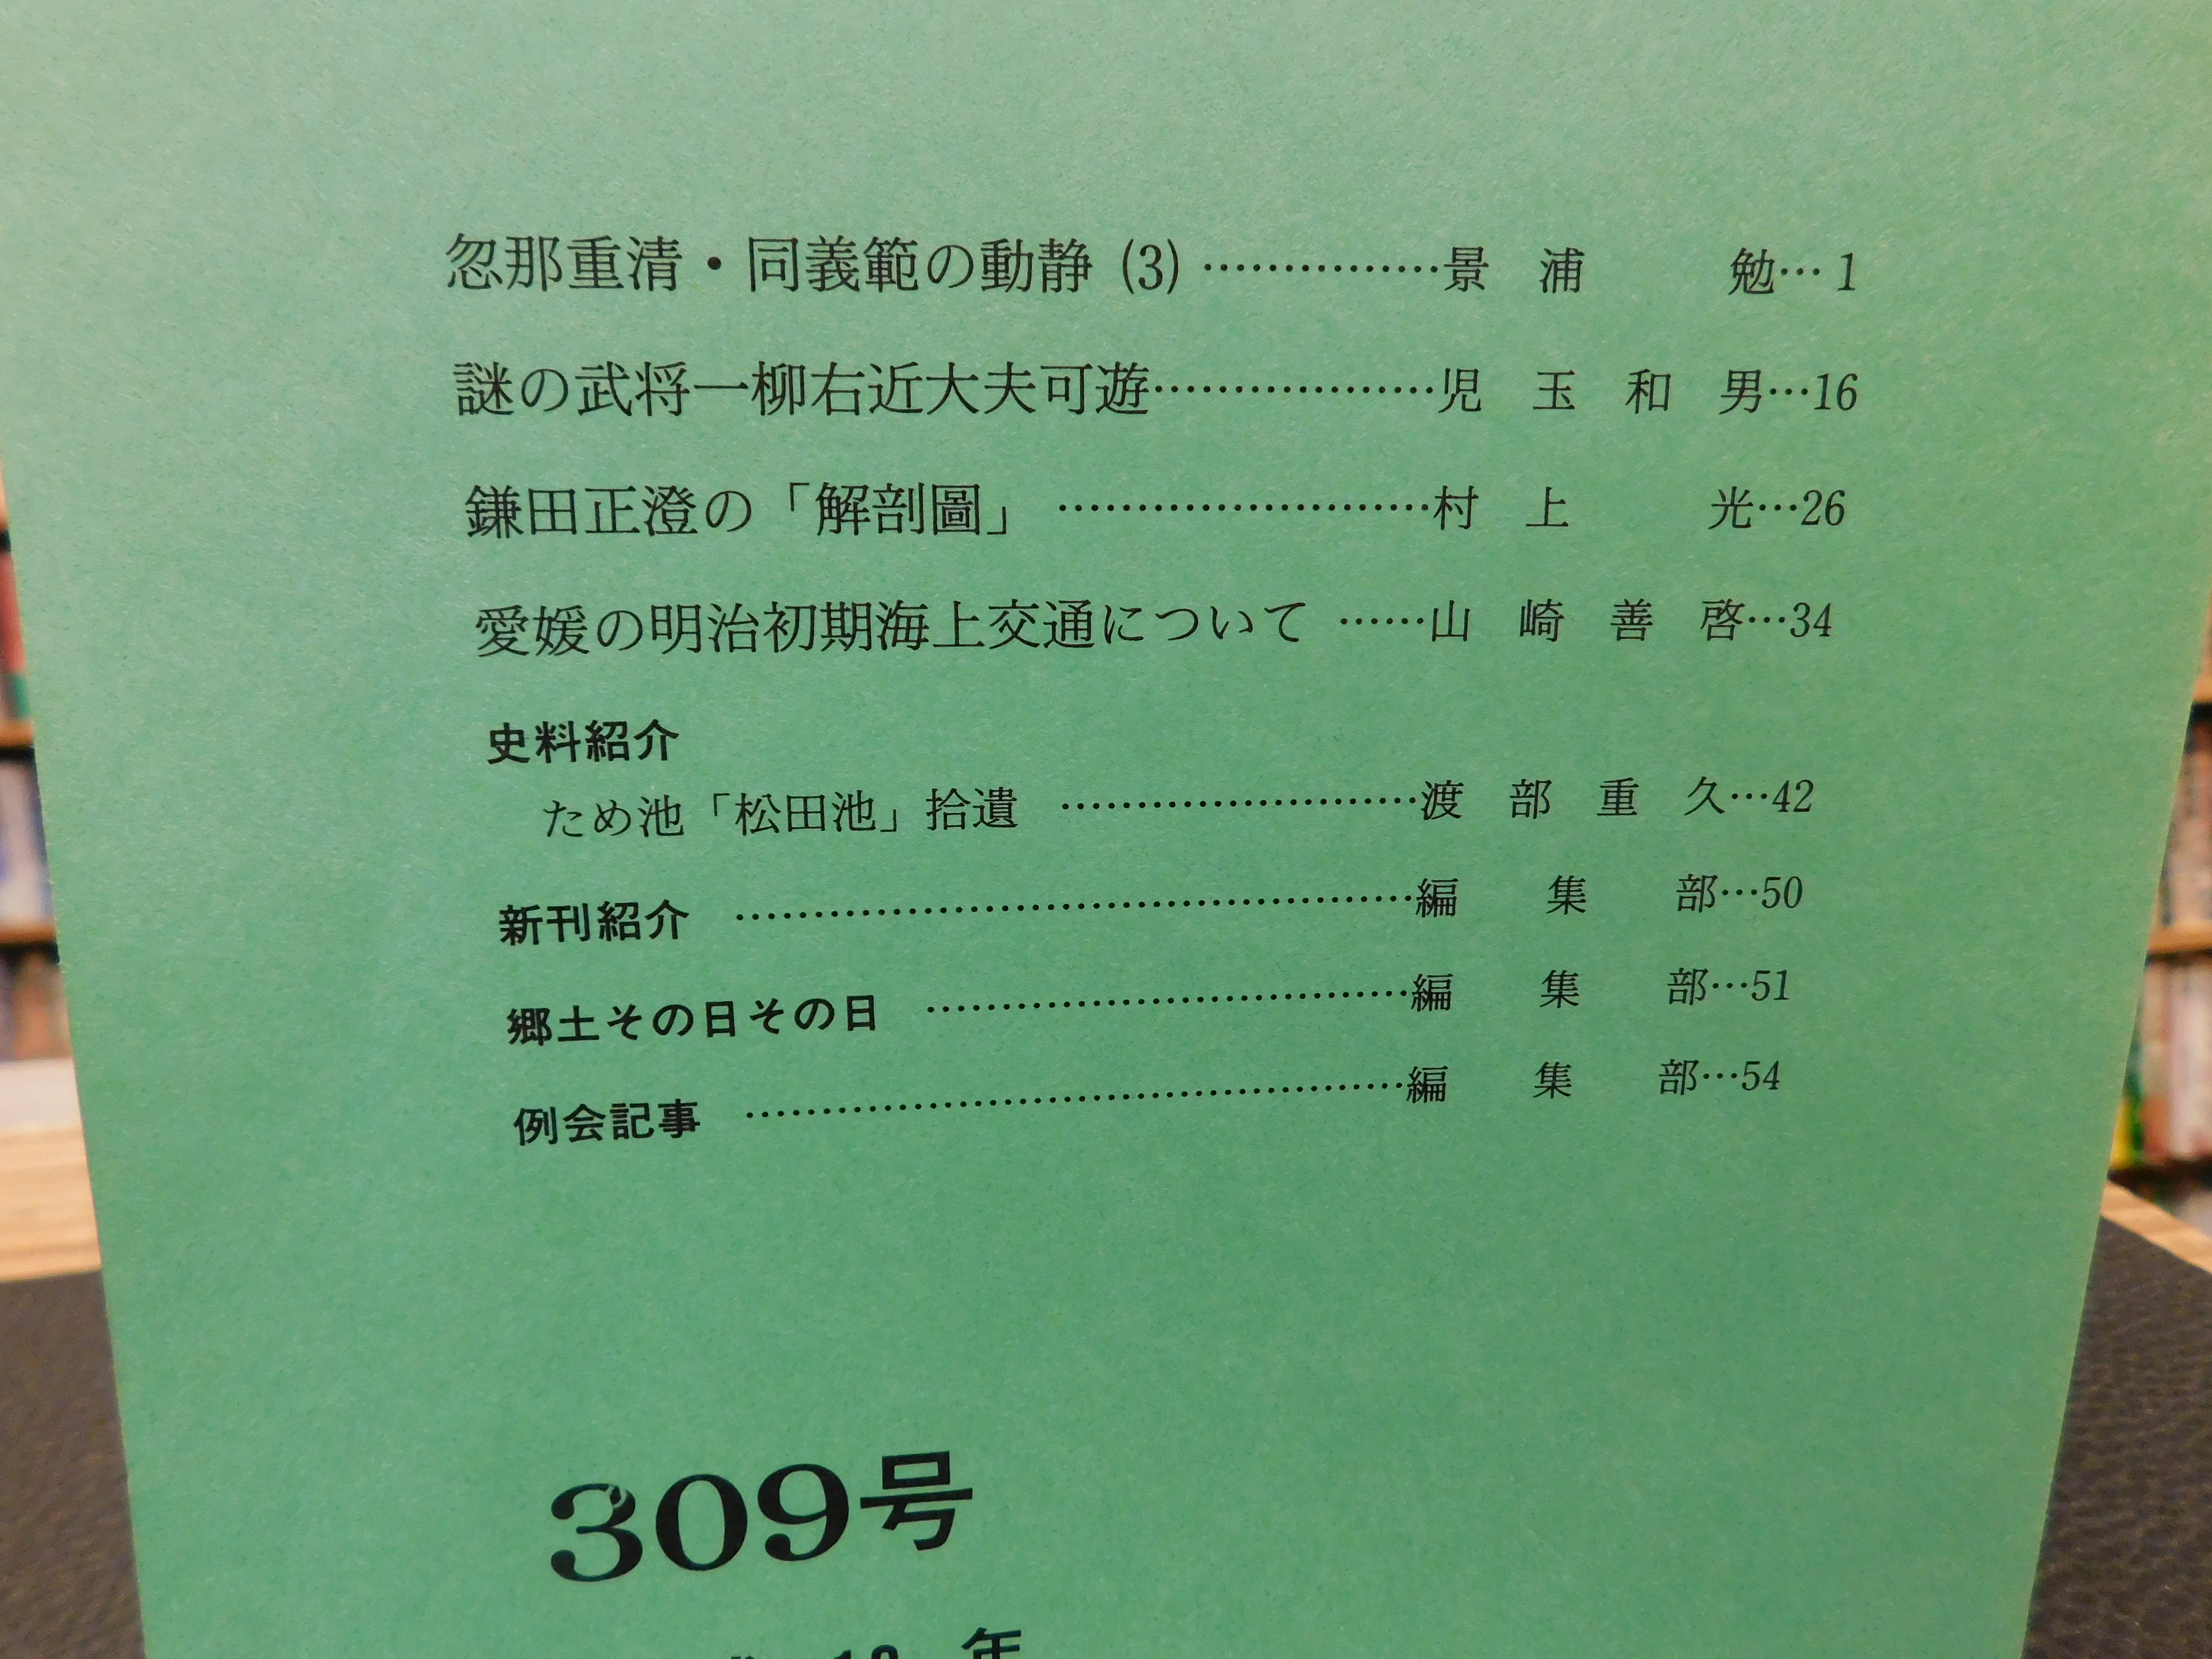 忽那重清・同義範の動静 (3) ……………景浦 勉… 1
謎の武将一柳右近大夫可遊………………児玉和男…16
鎌田正澄の「解剖圖」 ……………………村上 光…26
愛媛の明治初期海上交通について ……山崎善啓…34
史料紹介
ため池「松田池」拾遺 ……………………渡部重久…42
新刊紹介 ………………………………………編集部…50
郷土その日その日 ……………………………編集部…51
例会記事 ………………………………………編集部…54
309号
年